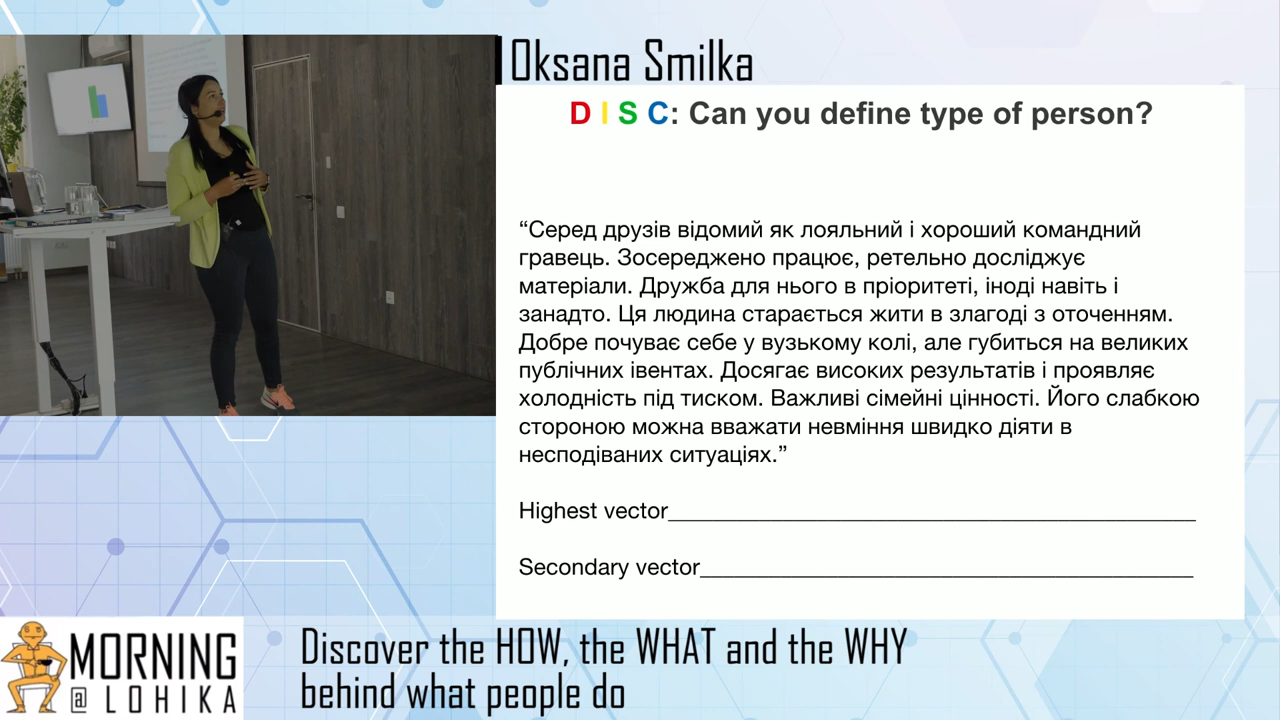 Oksana Smilka
D I S C: Can you define type of person?
“Серед друзів відомий як лояльний і хороший командний
гравець. Зосереджено працює, ретельно досліджує
матеріали. Дружба для нього в пріоритеті, іноді навіть і
занадто. Ця людина старається жити в злагоді з оточенням.
Добре почуває себе у вузькому колі, але губиться на великих
публічних івентах. Досягає високих результатів і проявляє
холодність під тиском. Важливі сімейні цінності. Його слабкою
стороною можна вважати невміння швидко діяти в
несподіваних ситуаціях.”
Highest vector___________________________________________
Secondary vector________________________________________
MORNING
@ LOHIKA
Discover the HOW, the WHAT and the WHY
behind what people do